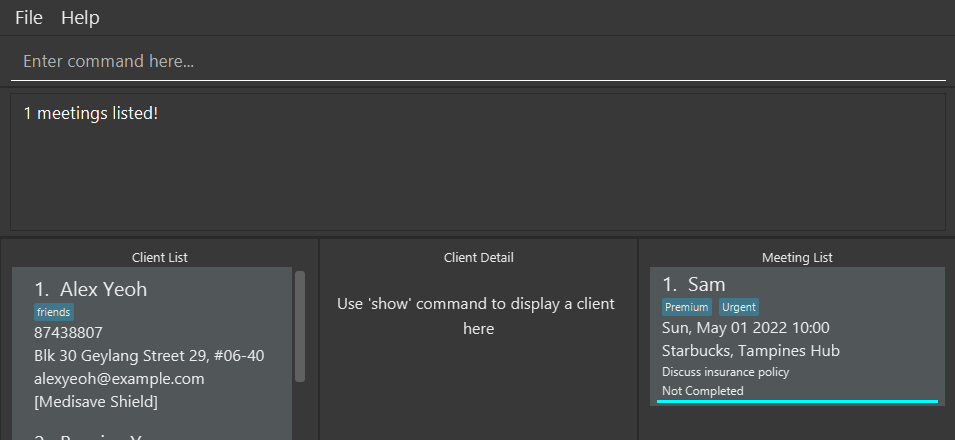 File Help
Enter command here...
1 meetings listed!
Client List
1. Alex Yeoh
friends
87438807
Blk 30 Geylang Street 29, #06-40
alexyeoh@example.com
[Medisave Shield]
Client Detail
Use 'show' command to display a client
here
Meeting List
1. Sam
Premium Urgent
Sun, May 01 2022 10:00
Starbucks, Tampines Hub
Discuss insurance policy
Not Completed